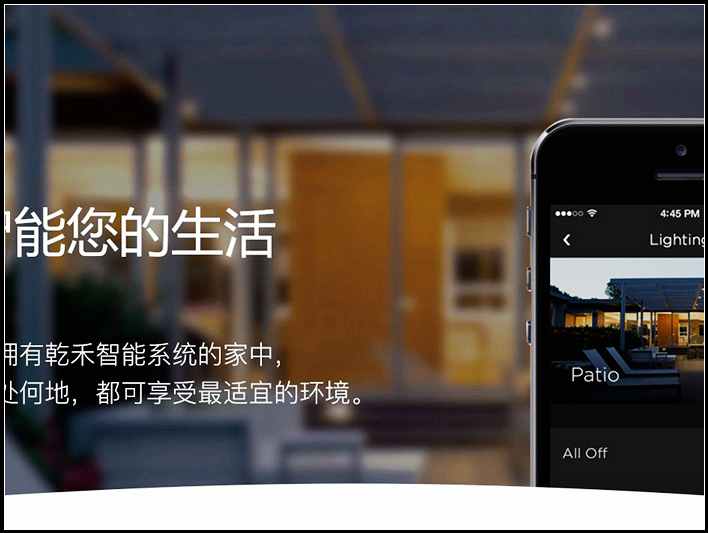 智能您的生活
拥有乾禾智能系统的家中，
处何地，都可享受最适宜的环境。
4:45 PM
Lighting
Patio
All Off